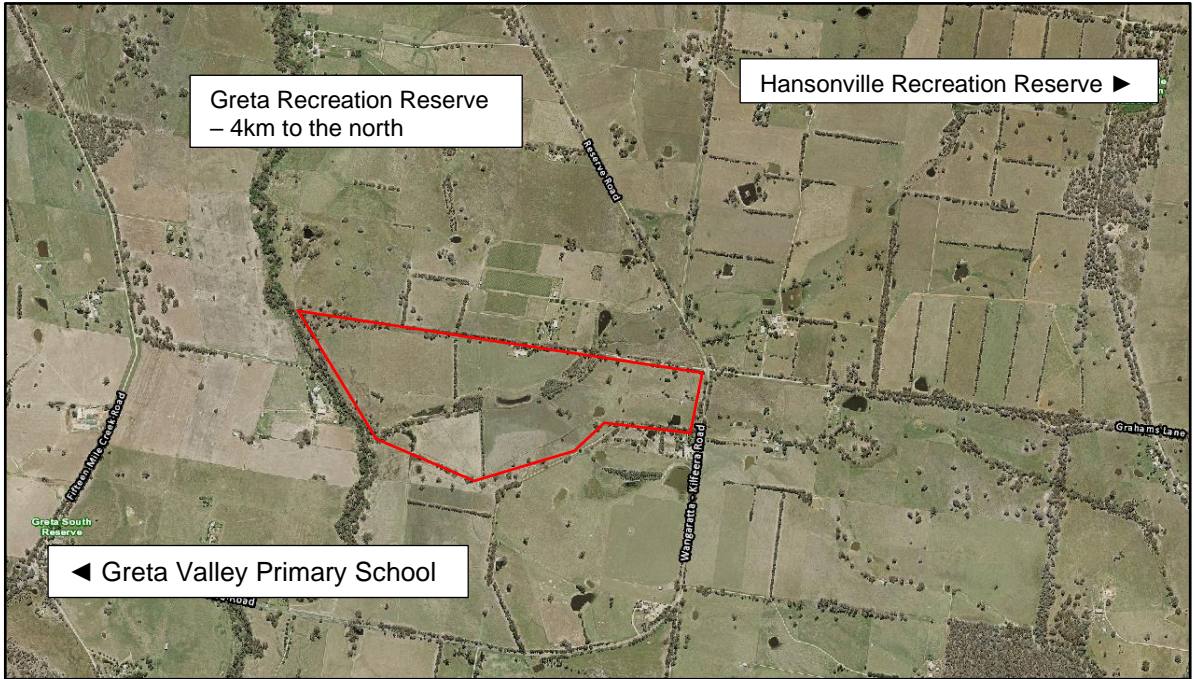 Greta Recreation Reserve
– 4km to the north
Hansonville Recreation Reserve ►
Reserve Road
Grahams Lane
Fifteen Mile Creek Road
Wangaratta - Kilfeera Road
Greta South
Reserve
◄ Greta Valley Primary School
Road